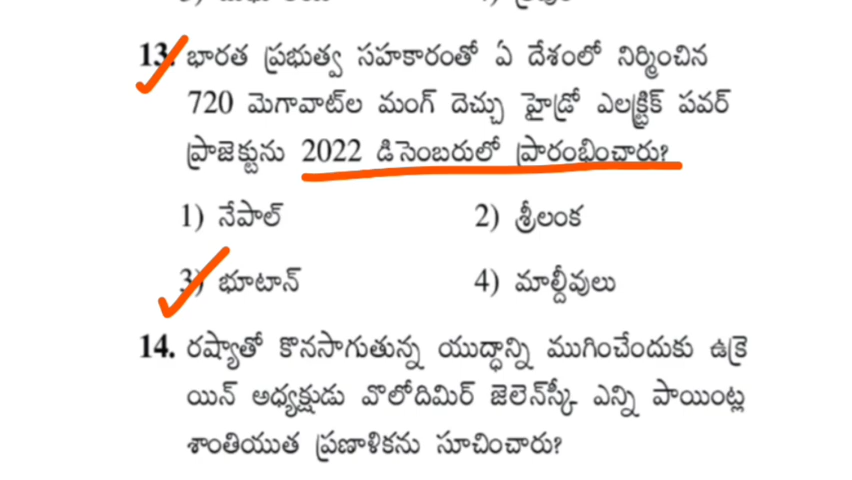 13. భారత ప్రభుత్వ సహకారంతో ఏ దేశంలో నిర్మించిన
720 మెగావాట్‌ల మంగ్ దెచ్చు హైడ్రో ఎలక్ట్రిక్ పవర్
ప్రాజెక్టును 2022 డిసెంబరులో ప్రారంభించారు?
1) నేపాల్ 2) శ్రీలంక
3) భూటాన్ 4) మాల్దీవులు
14. రష్యాతో కొనసాగుతున్న యుద్ధాన్ని ముగించేందుకు ఉక్రె
యిన్ అధ్యక్షుడు వొలోదిమిర్ జెలెన్‌స్కీ ఎన్ని పాయింట్ల
శాంతియుత ప్రణాళికను సూచించారు?